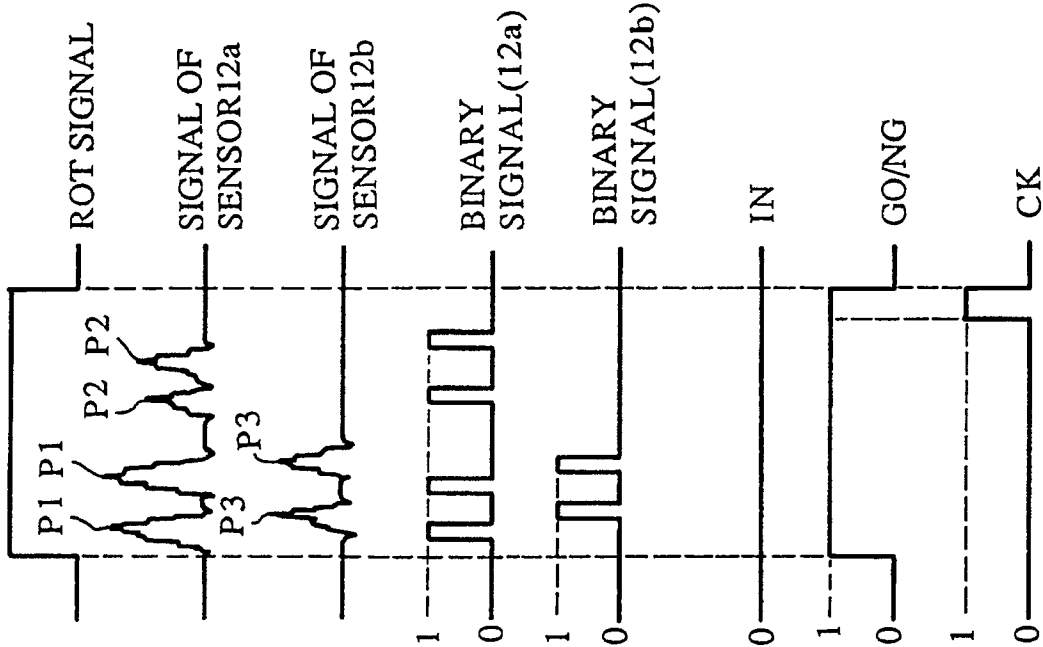 ROT SIGNAL
P1
P1
P2
P2
SIGNAL OF
SENSOR12a
P3
P3
SIGNAL OF
SENSOR12b
1
0
BINARY
SIGNAL(12a)
1
0
BINARY
SIGNAL(12b)
0
IN
1
0
GO/NG
1
0
CK